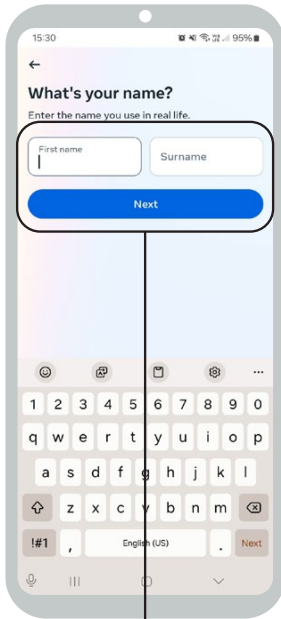 15:30 95%
What's your name?
Enter the name you use in real life.
First name
Surname
Next
1 2 3 4 5 6 7 8 9 0
q w e r t y u i o p
a s d f g h j k l
z x c v b n m
!#1 , English (US) . Next